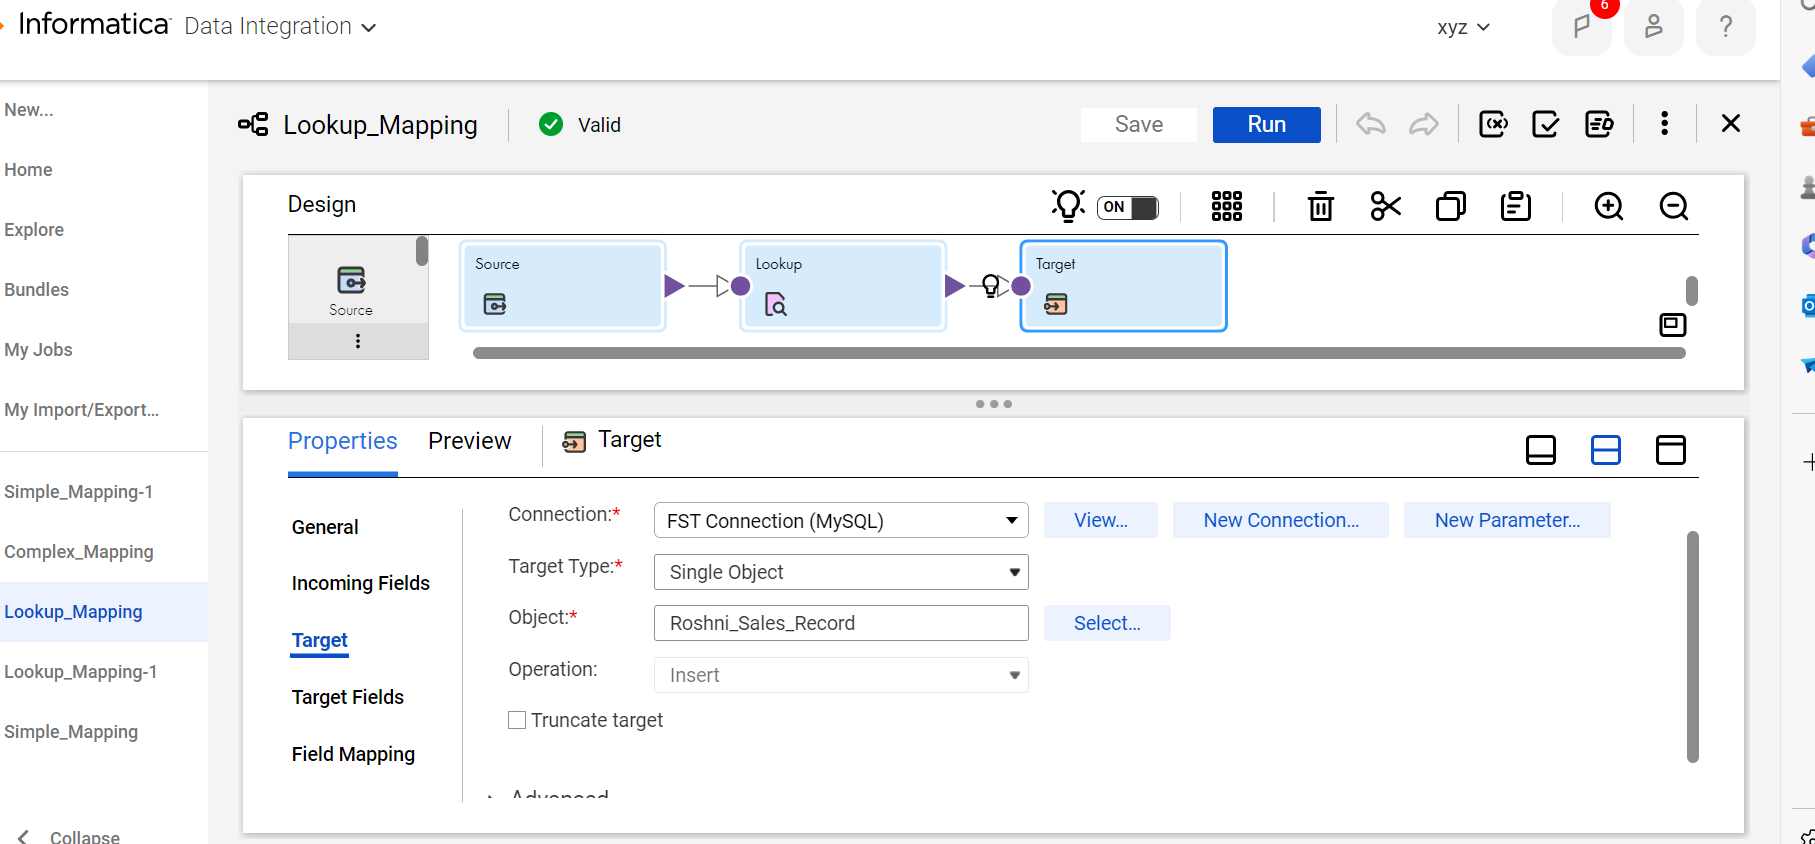 Informatica Data Integration
xyz
6
?
New...
Home
Explore
Bundles
My Jobs
My Import/Export...
Simple_Mapping-1
Complex_Mapping
Lookup_Mapping
Lookup_Mapping-1
Simple_Mapping
Collapse
Lookup_Mapping
Valid
Save
Run
Design
ON
Source
Source
Lookup
Target
Properties
Preview
Target
General
Incoming Fields
Target
Target Fields
Field Mapping
Connection:*
FST Connection (MySQL)
View...
New Connection...
New Parameter...
Target Type:*
Single Object
Object:*
Roshni_Sales_Record
Select...
Operation:
Insert
Truncate target
Advanced